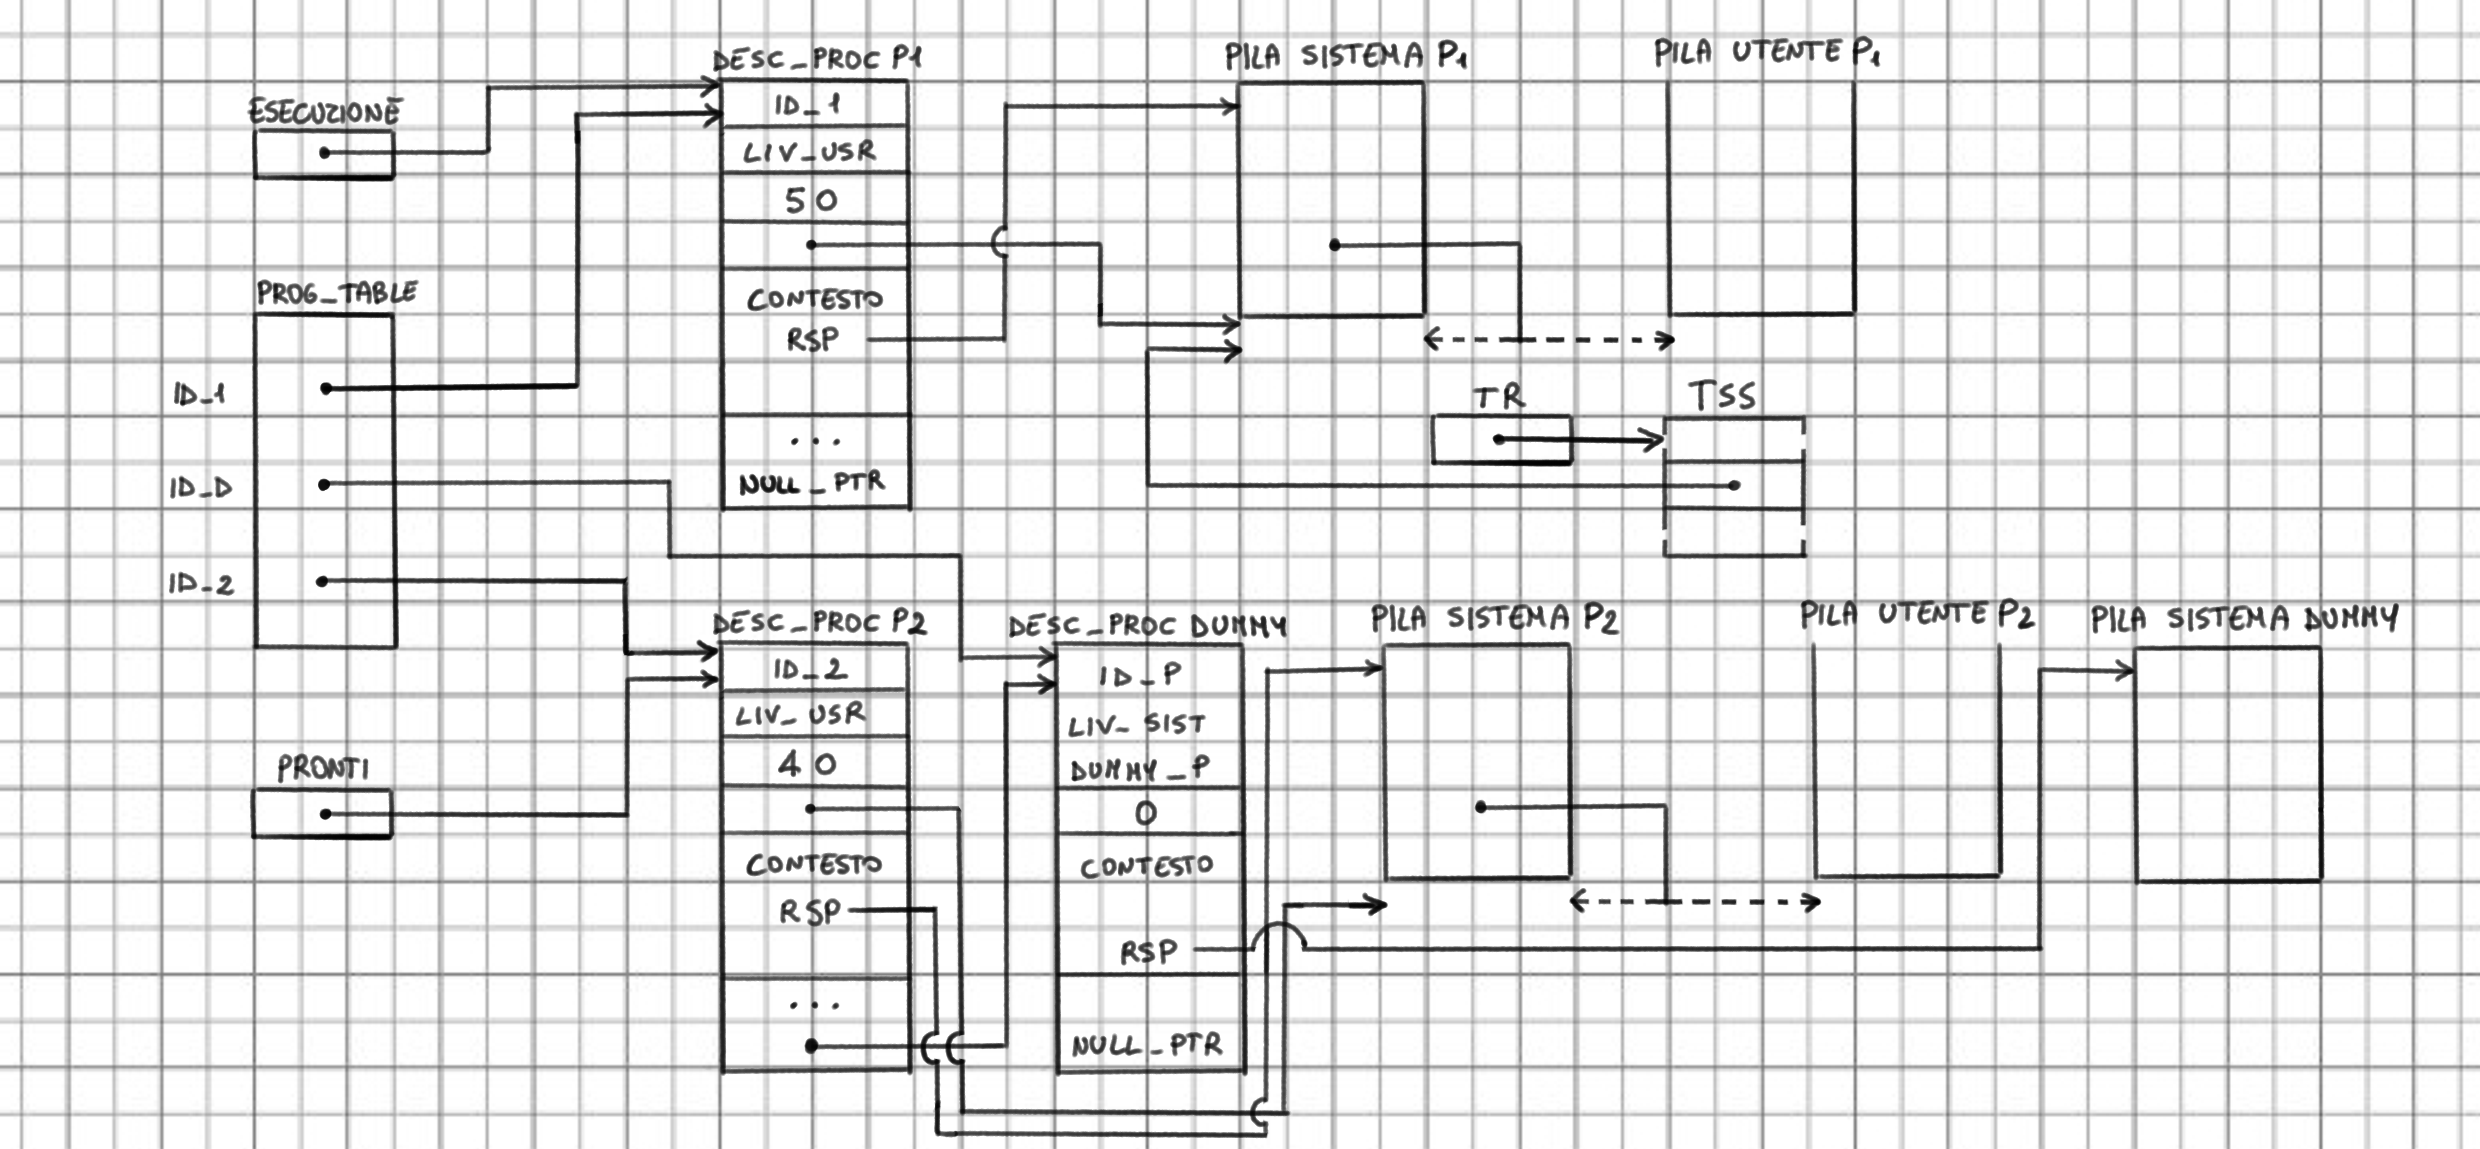 DESC_PROC P1
PILA SISTEMA P1
PILA UTENTE P1
ESECUZIONE
ID_1
LIV_USR
50
CONTESTO
RSP
...
NULL_PTR
PROG_TABLE
ID_1
ID_D
ID_2
TR
TSS
DESC_PROC P2
DESC_PROC DUMMY
PILA SISTEMA P2
PILA UTENTE P2
PILA SISTEMA DUMMY
PRONTI
ID_2
LIV_USR
40
CONTESTO
RSP
...
ID_P
LIV_SIST
DUMMY_P
0
CONTESTO
RSP
NULL_PTR